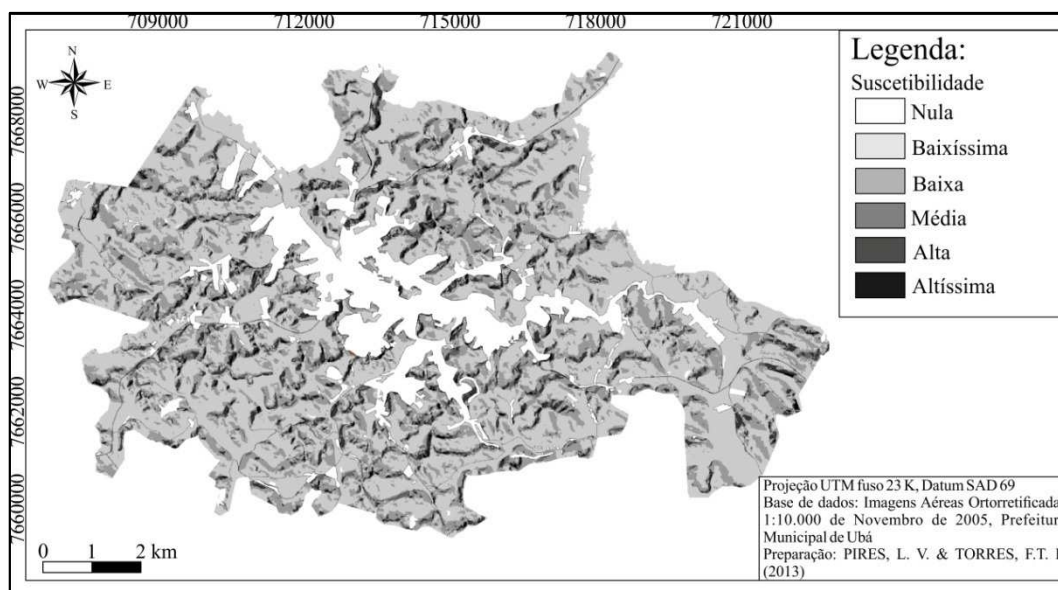 709000 712000 715000 718000 721000
N
W E
S
7668000
7666000
7664000
7662000
7660000
Legenda:
Suscetibilidade
Nula
Baixíssima
Baixa
Média
Alta
Altíssima
0 1 2 km
Projeção UTM fuso 23 K, Datum SAD 69
Base de dados: Imagens Aéreas Ortorretificada
1:10.000 de Novembro de 2005, Prefeitur
Municipal de Ubá
Preparação: PIRES, L. V. & TORRES, F.T.
(2013)